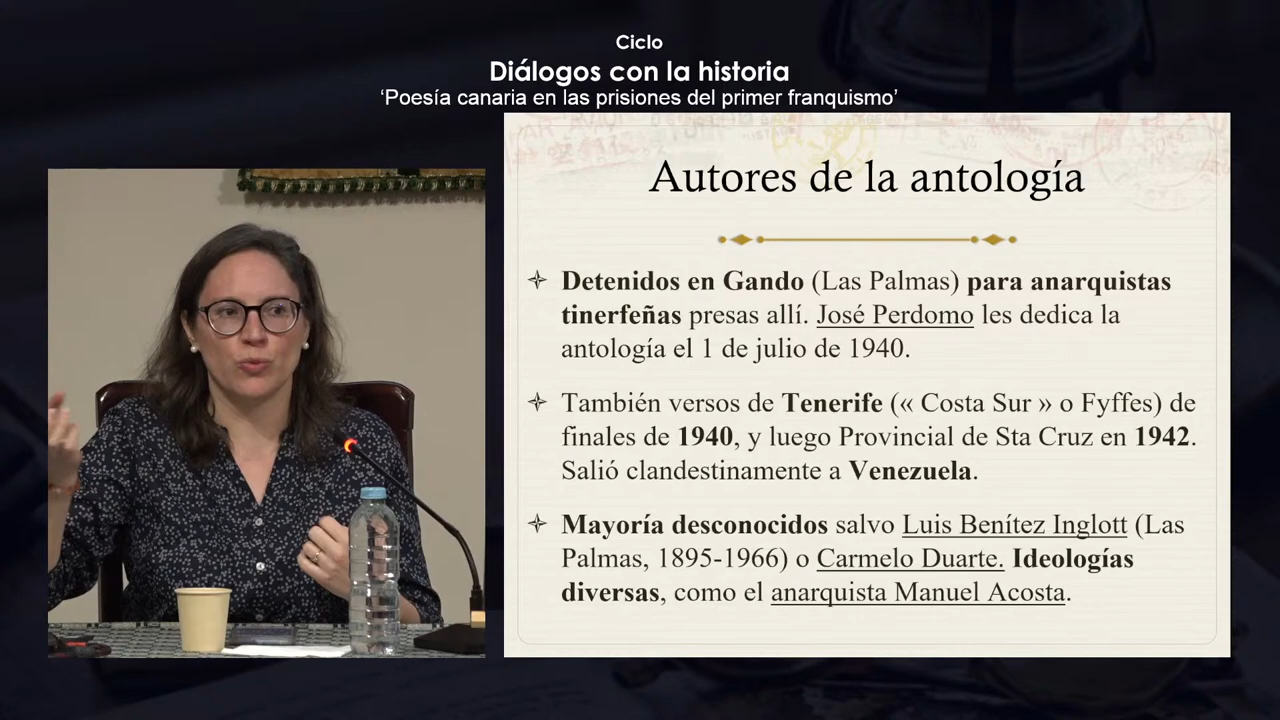 Ciclo
Diálogos con la historia
‘Poesía canaria en las prisiones del primer franquismo’
Autores de la antología
Detenidos en Gando (Las Palmas) para anarquistas
tinerfeñas presas allí. José Perdomo les dedica la
antología el 1 de julio de 1940.
También versos de Tenerife (« Costa Sur » o Fyffes) de
finales de 1940, y luego Provincial de Sta Cruz en 1942.
Salió clandestinamente a Venezuela.
Mayoría desconocidos salvo Luis Benítez Inglott (Las
Palmas, 1895-1966) o Carmelo Duarte. Ideologías
diversas, como el anarquista Manuel Acosta.